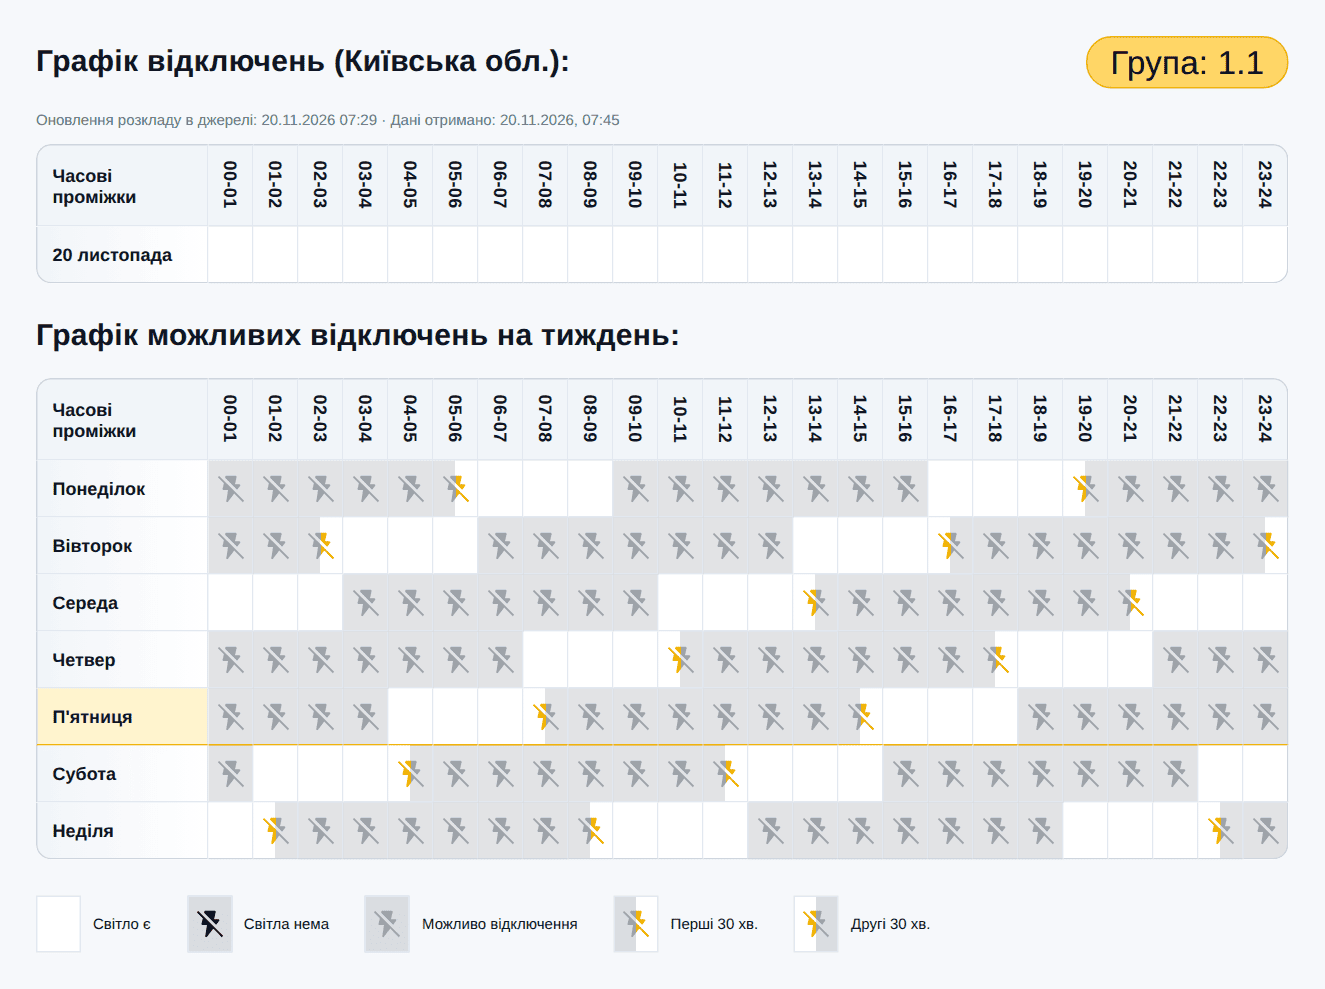 Графік відключень (Київська обл.):
Група: 1.1
Оновлення розкладу в джерелі: 20.11.2026 07:29 · Дані отримано: 20.11.2026, 07:45
Часові проміжки 00-01 01-02 02-03 03-04 04-05 05-06 06-07 07-08 08-09 09-10 10-11 11-12 12-13 13-14 14-15 15-16 16-17 17-18 18-19 19-20 20-21 21-22 22-23 23-24
20 листопада
Графік можливих відключень на тиждень:
Часові проміжки 00-01 01-02 02-03 03-04 04-05 05-06 06-07 07-08 08-09 09-10 10-11 11-12 12-13 13-14 14-15 15-16 16-17 17-18 18-19 19-20 20-21 21-22 22-23 23-24
Понеділок
Вівторок
Середа
Четвер
П'ятниця
Субота
Неділя
Світло є Світла нема Можливо відключення Перші 30 хв. Другі 30 хв.